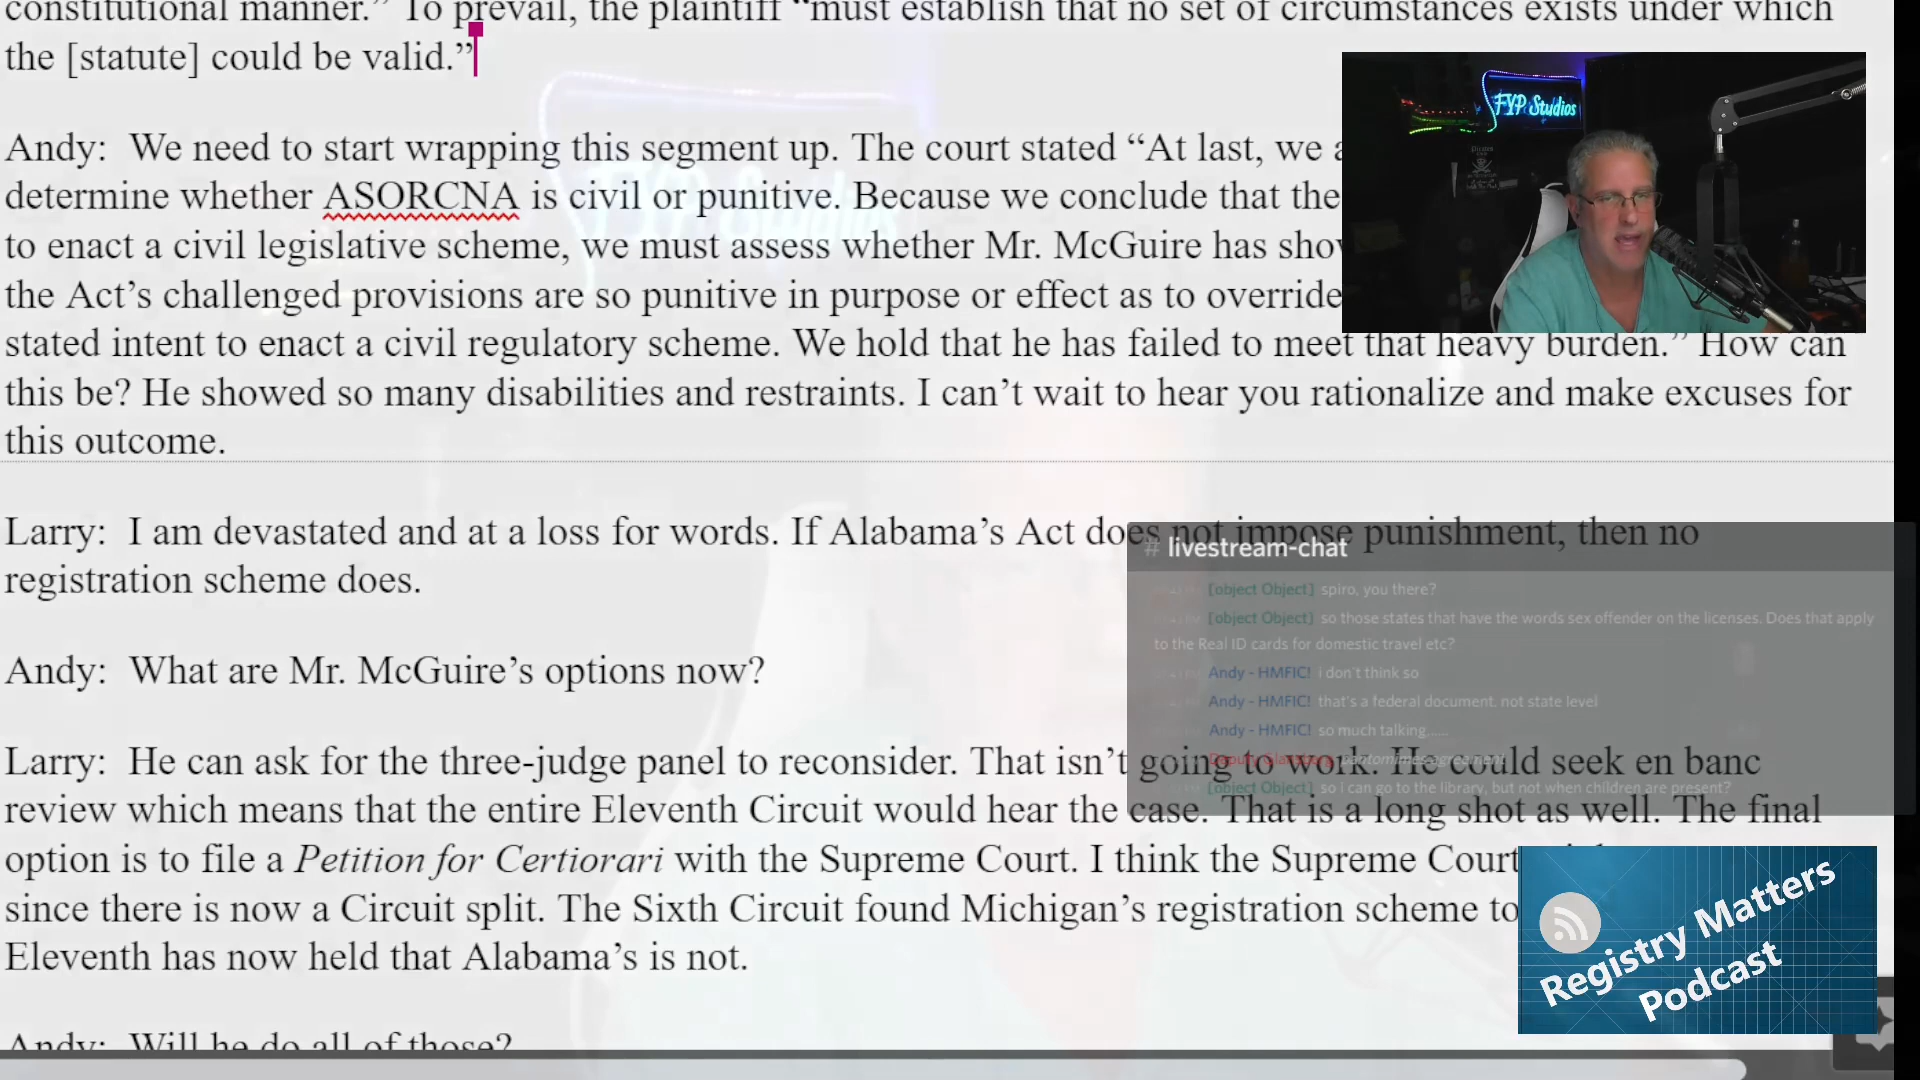 constitutional manner.” To prevail, the plaintiff “must establish that no set of circumstances exists under which
the [statute] could be valid.”
Andy: We need to start wrapping this segment up. The court stated “At last, we a
determine whether ASORCNA is civil or punitive. Because we conclude that the
to enact a civil legislative scheme, we must assess whether Mr. McGuire has show
the Act’s challenged provisions are so punitive in purpose or effect as to override
stated intent to enact a civil regulatory scheme. We hold that he has failed to meet that heavy burden.” How can
this be? He showed so many disabilities and restraints. I can’t wait to hear you rationalize and make excuses for
this outcome.
Larry: I am devastated and at a loss for words. If Alabama’s Act does not impose punishment, then no
registration scheme does.
Andy: What are Mr. McGuire’s options now?
Larry: He can ask for the three-judge panel to reconsider. That isn’t going to work. He could seek en banc
review which means that the entire Eleventh Circuit would hear the case. That is a long shot as well. The final
option is to file a Petition for Certiorari with the Supreme Court. I think the Supreme Court
since there is now a Circuit split. The Sixth Circuit found Michigan’s registration scheme to
Eleventh has now held that Alabama’s is not.
Andy: Will he do all of those?
FYP Studios
# livestream-chat
[object Object] spiro, you there?
[object Object] so those states that have the words sex offender on the licenses. Does that apply
to the Real ID cards for domestic travel etc?
Andy - HMFIC! i don't think so
Andy - HMFIC! that's a federal document. not state level
Andy - HMFIC! so much talking.....
pantomimes agreement
[object Object] so i can go to the library, but not when children are present?
Registry Matters
Podcast